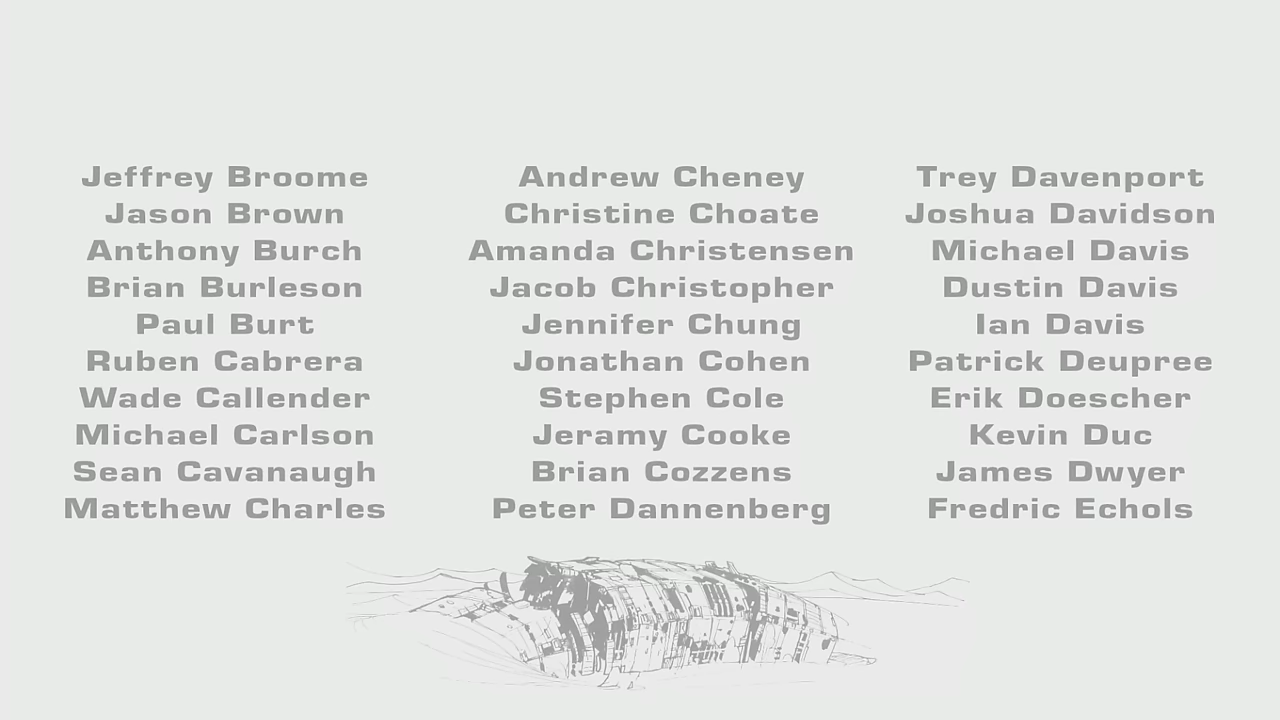 Jeffrey Broome
Jason Brown
Anthony Burch
Brian Burleson
Paul Burt
Ruben Cabrera
Wade Callender
Michael Carlson
Sean Cavanaugh
Matthew Charles
Andrew Cheney
Christine Choate
Amanda Christensen
Jacob Christopher
Jennifer Chung
Jonathan Cohen
Stephen Cole
Jeramy Cooke
Brian Cozzens
Peter Dannenberg
Trey Davenport
Joshua Davidson
Michael Davis
Dustin Davis
Ian Davis
Patrick Deupree
Erik Doescher
Kevin Duc
James Dwyer
Fredric Echols